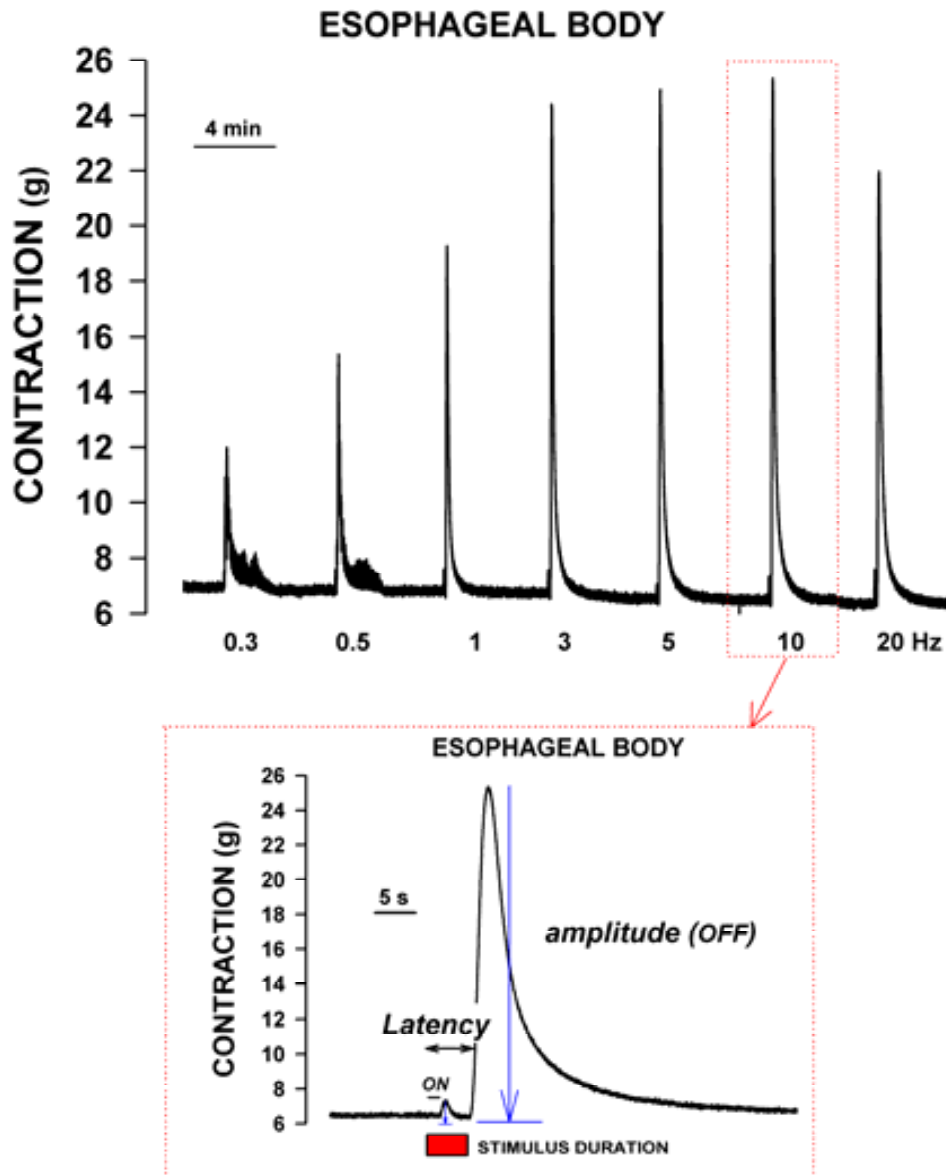 ESOPHAGEAL BODY
CONTRACTION (g)
26
24
22
20
18
16
14
12
10
8
6
4 min
0.3 0.5 1 3 5 10 20 Hz
ESOPHAGEAL BODY
CONTRACTION (g)
26
24
22
20
18
16
14
12
10
8
6
5 s
amplitude (OFF)
Latency
ON
STIMULUS DURATION